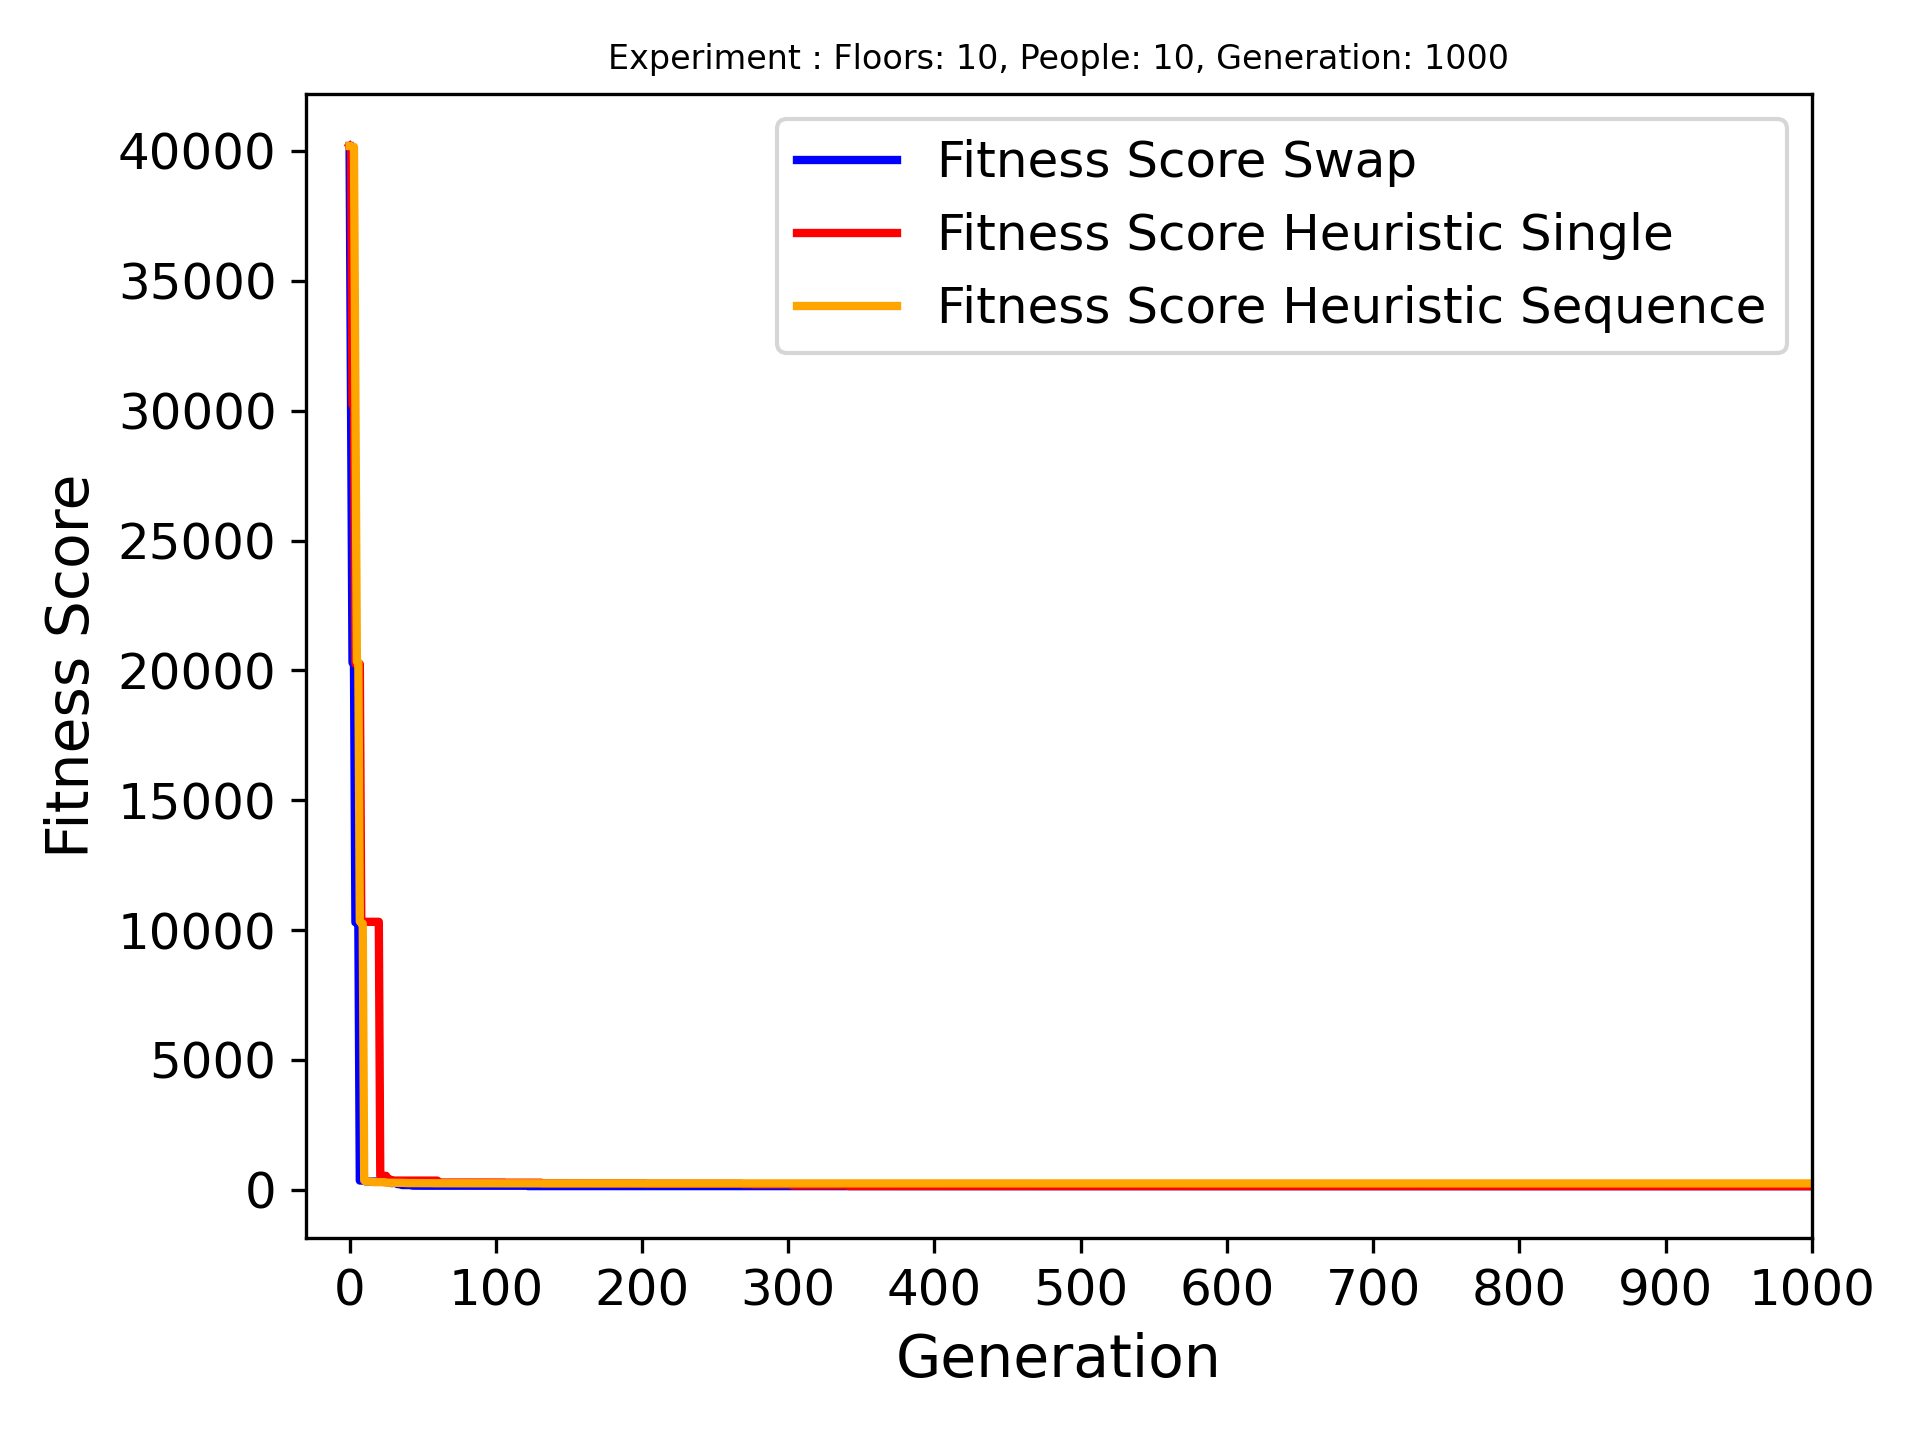 Experiment : Floors: 10, People: 10, Generation: 1000
Fitness Score Swap
Fitness Score Heuristic Single
Fitness Score Heuristic Sequence
Fitness Score
40000
35000
30000
25000
20000
15000
10000
5000
0
0 100 200 300 400 500 600 700 800 900 1000
Generation